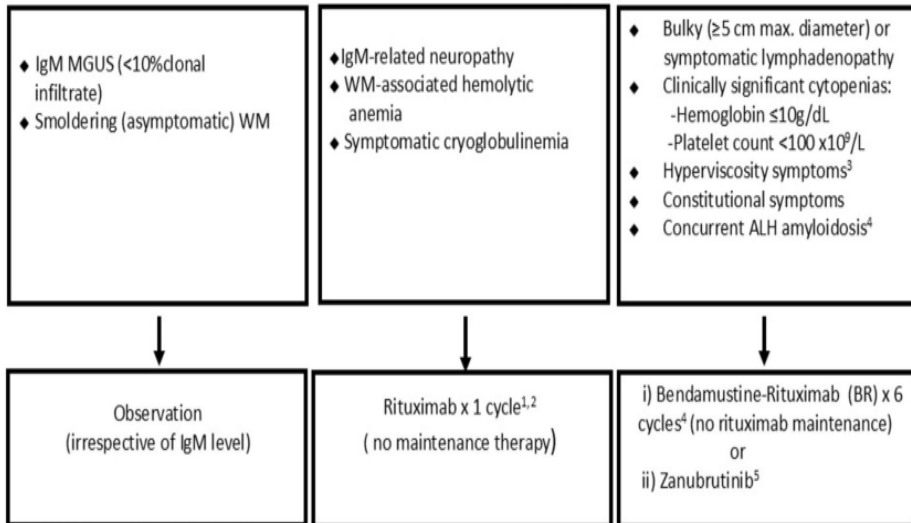 ◆ IgM MGUS (<10%clonal
infiltrate)
◆ Smoldering (asymptomatic) WM
◆IgM-related neuropathy
◆ WM-associated hemolytic
anemia
◆ Symptomatic cryoglobulinemia
◆ Bulky (≥5 cm max. diameter) or
symptomatic lymphadenopathy
◆ Clinically significant cytopenias:
-Hemoglobin ≤10g/dL
-Platelet count <100 x10⁹/L
◆ Hyperviscosity symptoms³
◆ Constitutional symptoms
◆ Concurrent ALH amyloidosis⁴
Observation
(irrespective of IgM level)
Rituximab x 1 cycle¹,²
( no maintenance therapy)
i) Bendamustine-Rituximab (BR) x 6
cycles⁴ (no rituximab maintenance)
or
ii) Zanubrutinib⁵